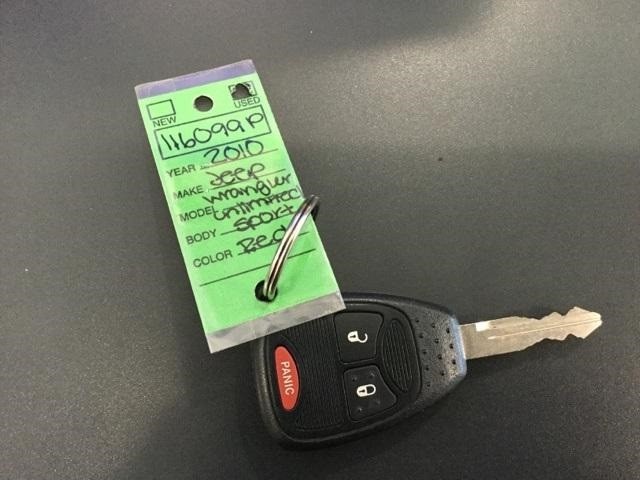 NEW USED
116099P
YEAR 2010
MAKE Jeep
MODEL Wrangler
Unlimited
BODY Sport
COLOR Red
PANIC